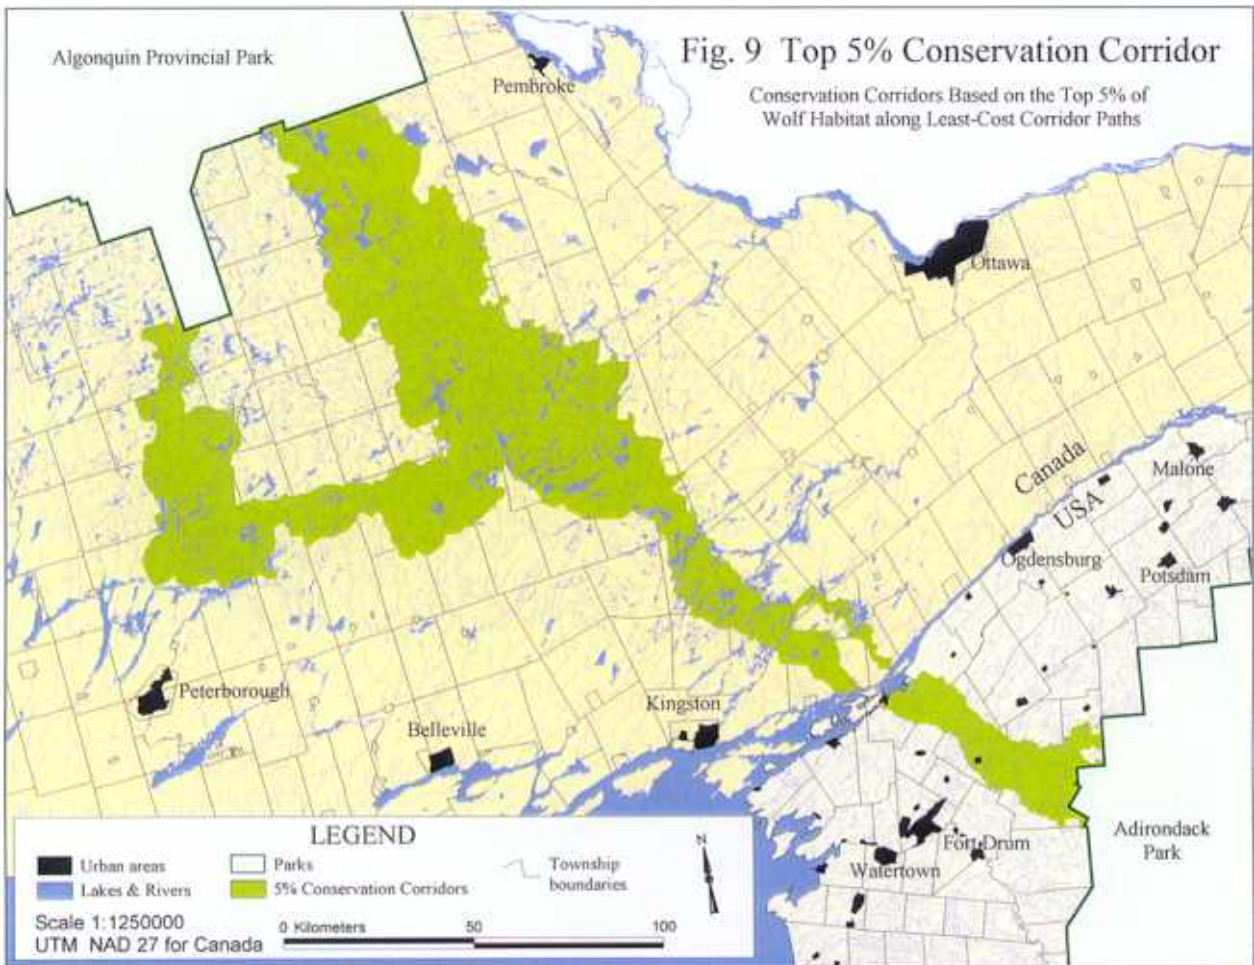 Fig. 9 Top 5% Conservation Corridor
Conservation Corridors Based on the Top 5% of
Wolf Habitat along Least-Cost Corridor Paths
Algonquin Provincial Park
Pembroke
Ottawa
Canada
USA
Malone
Ogdensburg
Potsdam
Peterborough
Kingston
Belleville
Fort Drum
Watertown
Adirondack
Park
LEGEND
Urban areas
Lakes & Rivers
Parks
5% Conservation Corridors
Township
boundaries
N
Scale 1:1250000
UTM NAD 27 for Canada
0 Kilometers 50 100